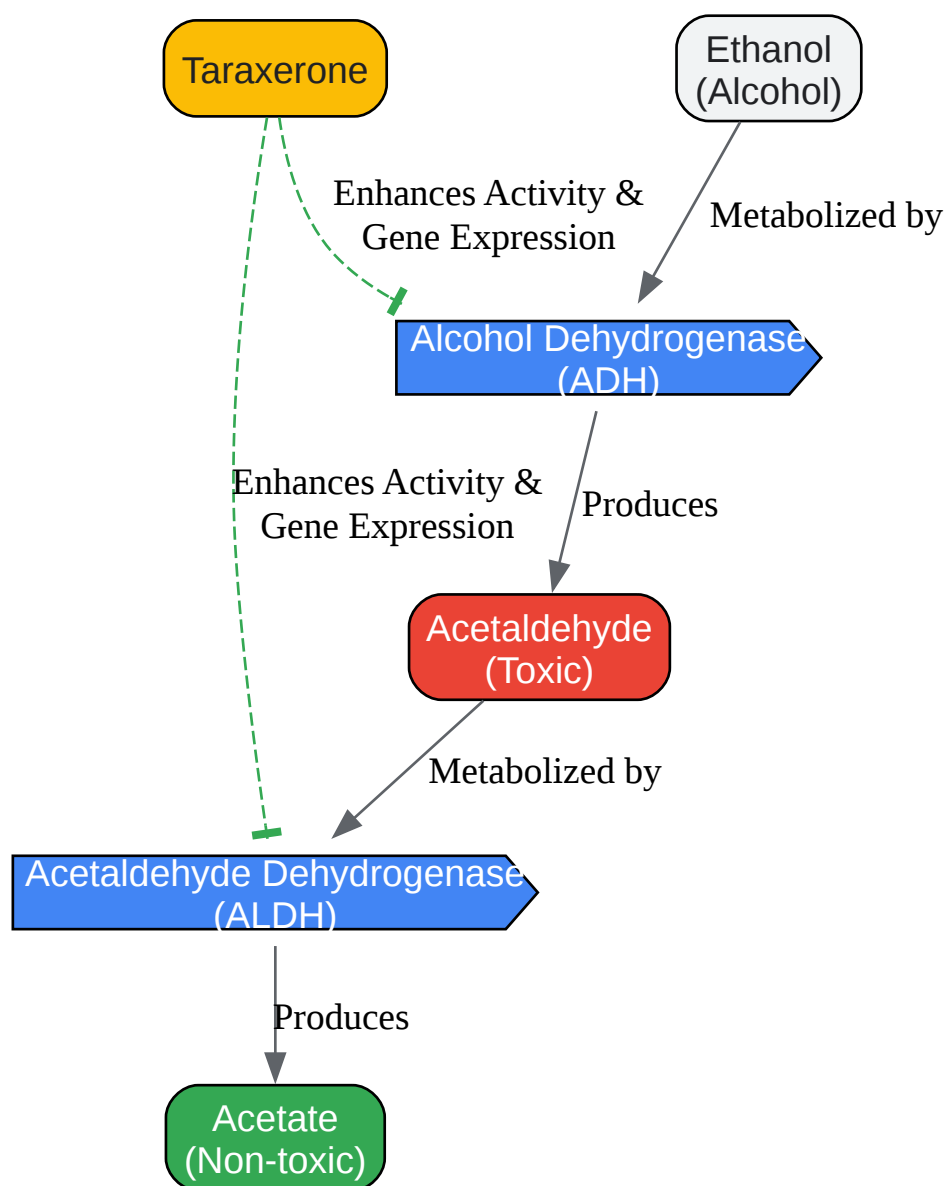 Taraxerone
Ethanol
(Alcohol)
Enhances Activity &
Gene Expression
Metabolized by
Alcohol Dehydrogenase
(ADH)
Enhances Activity &
Gene Expression
Produces
Acetaldehyde
(Toxic)
Metabolized by
Acetaldehyde Dehydrogenase
(ALDH)
Produces
Acetate
(Non-toxic)